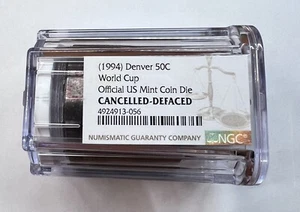 (1994) Denver 50C
World Cup
Official US Mint Coin Die
CANCELLED-DEFACED
4924913-056
NUMISMATIC GUARANTY COMPANY
NGC